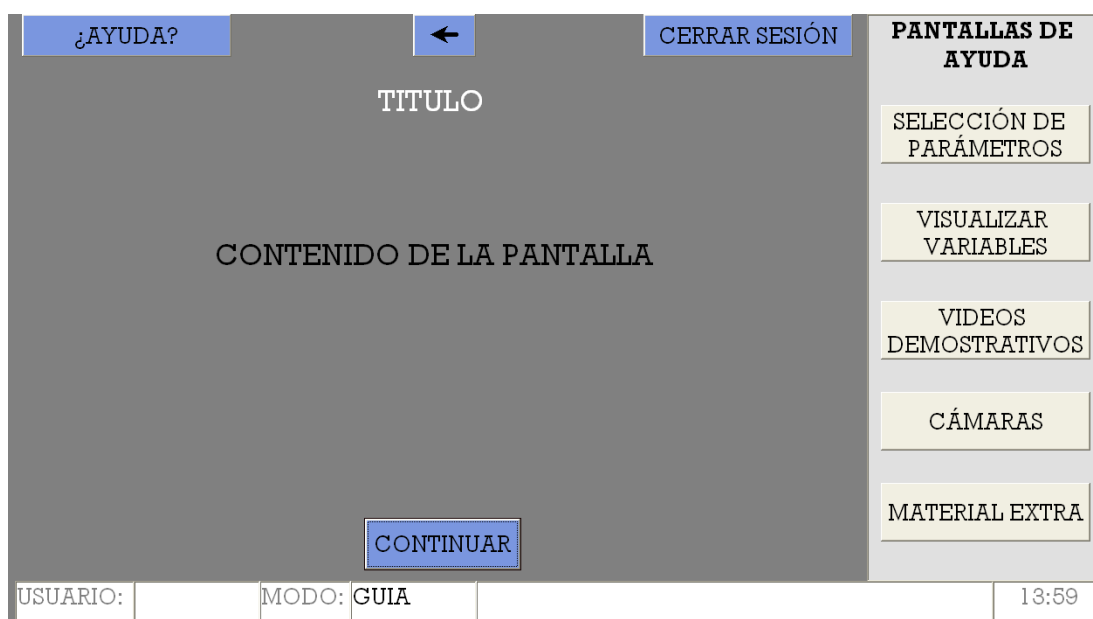 ¿AYUDA?
CERRAR SESIÓN
TITULO
CONTENIDO DE LA PANTALLA
CONTINUAR
PANTALLAS DE
AYUDA
SELECCIÓN DE
PARÁMETROS
VISUALIZAR
VARIABLES
VIDEOS
DEMOSTRATIVOS
CÁMARAS
MATERIAL EXTRA
USUARIO:
MODO: GUIA
13:59